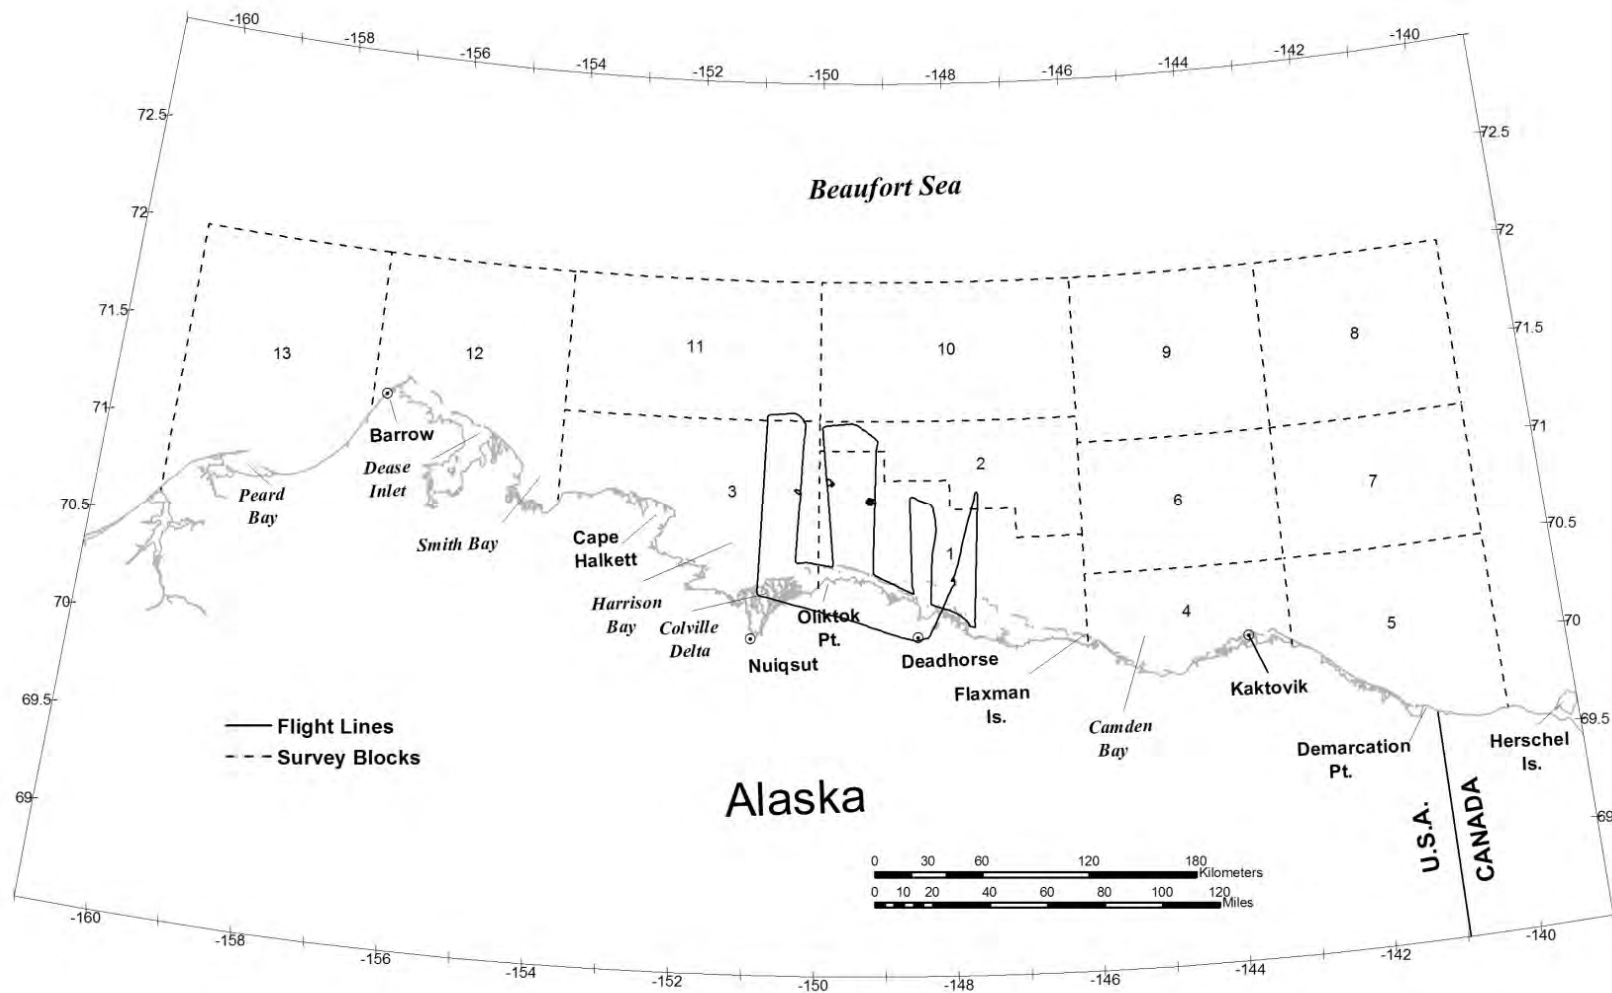 -160
-158
-156
-154
-152
-150
-148
-146
-144
-142
-140
72.5
72.5
72
72
Beaufort Sea
71.5
71.5
13
12
11
10
9
8
71
71
Barrow
Dease
Inlet
Peard
Bay
Smith Bay
3
2
6
7
70.5
70.5
Cape
Halkett
1
Harrison
Bay
Colville
Delta
Oliktok
Pt.
4
5
70
70
Nuiqsut
Deadhorse
Flaxman
Is.
Kaktovik
Camden
Bay
Demarcation
Pt.
Herschel
Is.
69.5
69.5
Flight Lines
Survey Blocks
Alaska
U.S.A.
CANADA
69
69
0 30 60 120 180
Kilometers
0 10 20 40 60 80 100 120
Miles
-160
-158
-156
-154
-152
-150
-148
-146
-144
-142
-140